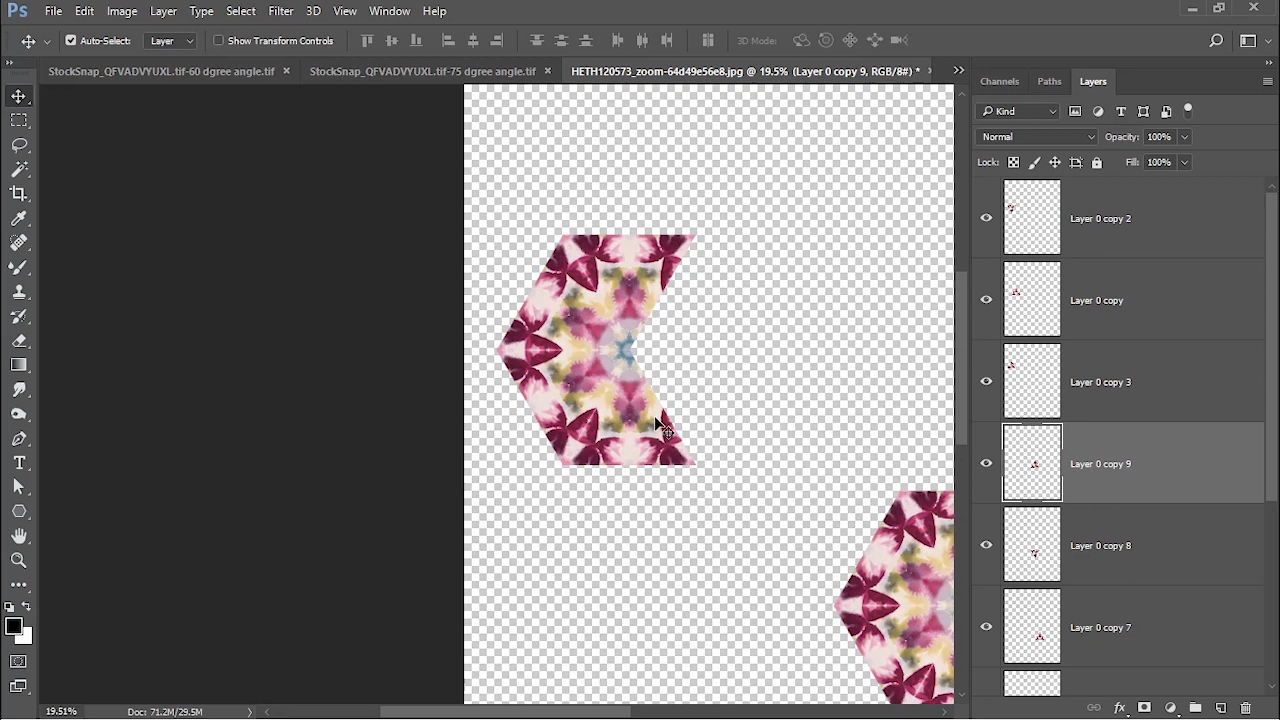 Ps File Edit Image Layer Type Select Filter 3D View Window Help
Auto-Select: Layer Show Transform Controls 3D Mode:
StockSnap_QFVADVYUXL.tif-60 dgree angle.tif × StockSnap_QFVADVYUXL.tif-75 dgree angle.tif × HETH120573_zoom-64d49e56e8.jpg @ 19.5% (Layer 0 copy 9, RGB/8#) * ×
Channels Paths Layers
Kind
Normal Opacity: 100%
Lock: Fill: 100%
Layer 0 copy 2
Layer 0 copy
Layer 0 copy 3
Layer 0 copy 9
Layer 0 copy 8
Layer 0 copy 7
19.51% Doc: 71.2M/29.5M